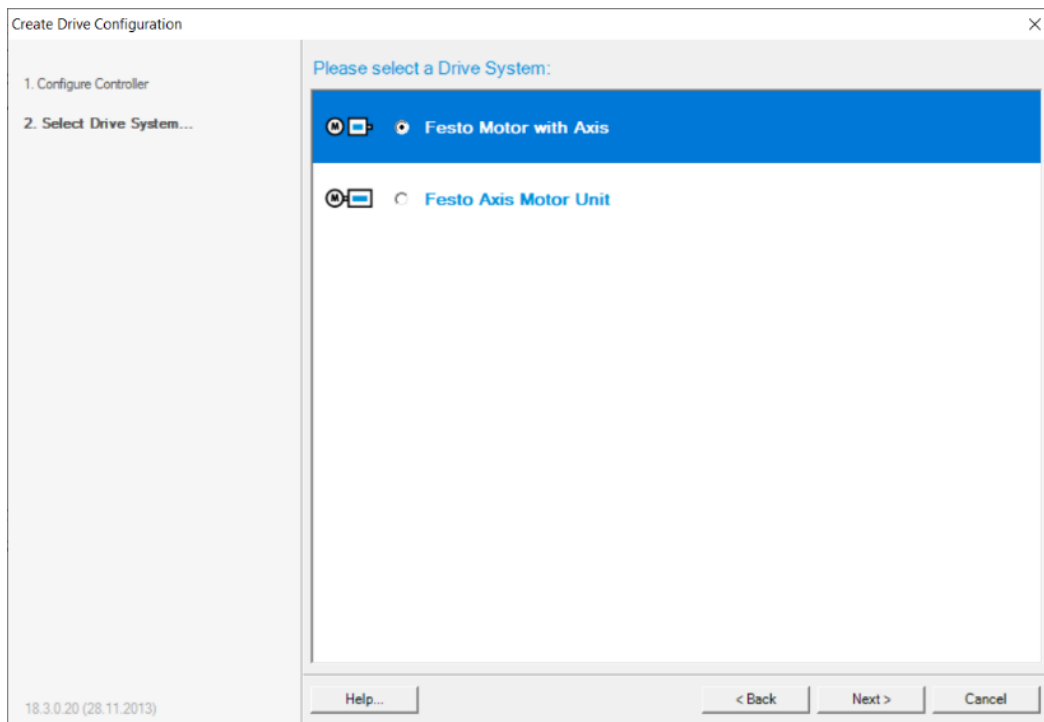 Create Drive Configuration
1. Configure Controller
2. Select Drive System...
Please select a Drive System:
M Festo Motor with Axis
M Festo Axis Motor Unit
18.3.0.20 (28.11.2013)
Help...
< Back
Next >
Cancel